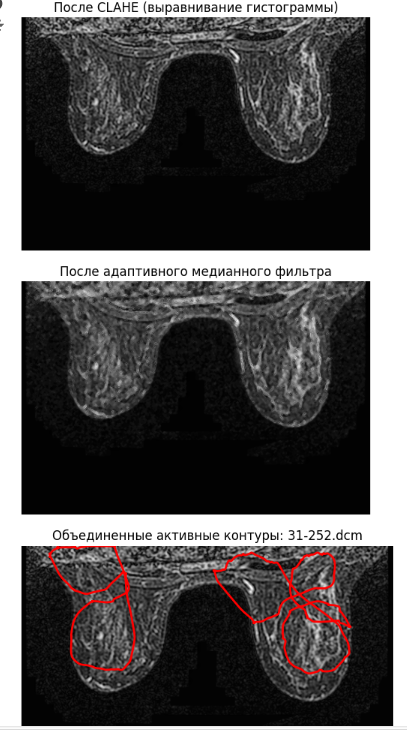 После CLAHE (выравнивание гистограммы)
После адаптивного медианного фильтра
Объединенные активные контуры: 31-252.dcm